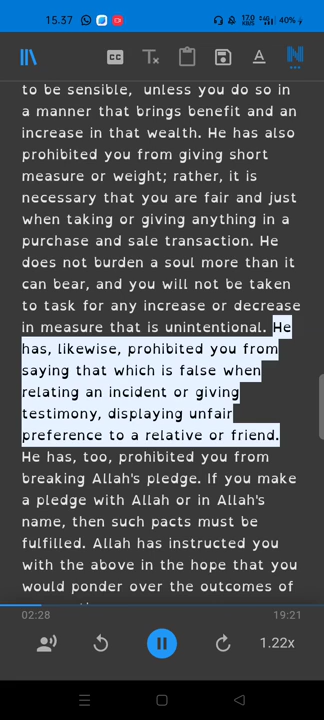 15.37
17.0
KB/s
40%
CC
to be sensible, unless you do so in
a manner that brings benefit and an
increase in that wealth. He has also
prohibited you from giving short
measure or weight; rather, it is
necessary that you are fair and just
when taking or giving anything in a
purchase and sale transaction. He
does not burden a soul more than it
can bear, and you will not be taken
to task for any increase or decrease
in measure that is unintentional. He
has, likewise, prohibited you from
saying that which is false when
relating an incident or giving
testimony, displaying unfair
preference to a relative or friend.
He has, too, prohibited you from
breaking Allah's pledge. If you make
a pledge with Allah or in Allah's
name, then such pacts must be
fulfilled. Allah has instructed you
with the above in the hope that you
would ponder over the outcomes of
02:28
19:21
1.22x